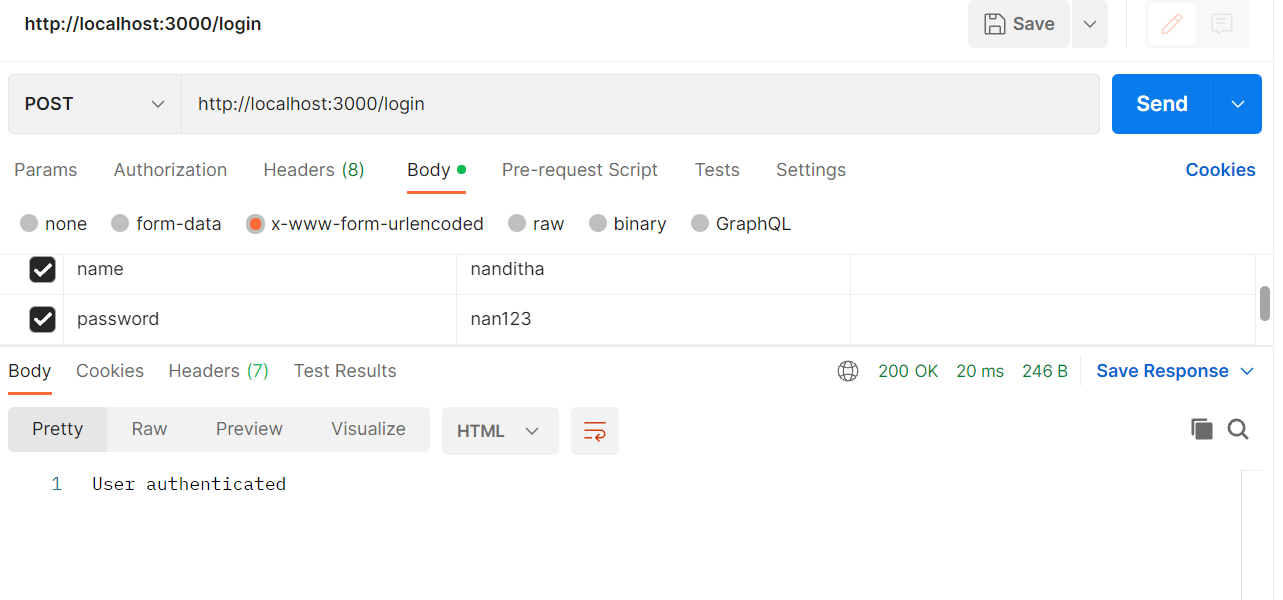 http://localhost:3000/login Save
POST http://localhost:3000/login Send
Params Authorization Headers (8) Body Pre-request Script Tests Settings Cookies
none form-data x-www-form-urlencoded raw binary GraphQL
name nanditha
password nan123
Body Cookies Headers (7) Test Results 200 OK 20 ms 246 B Save Response
Pretty Raw Preview Visualize HTML
1 User authenticated